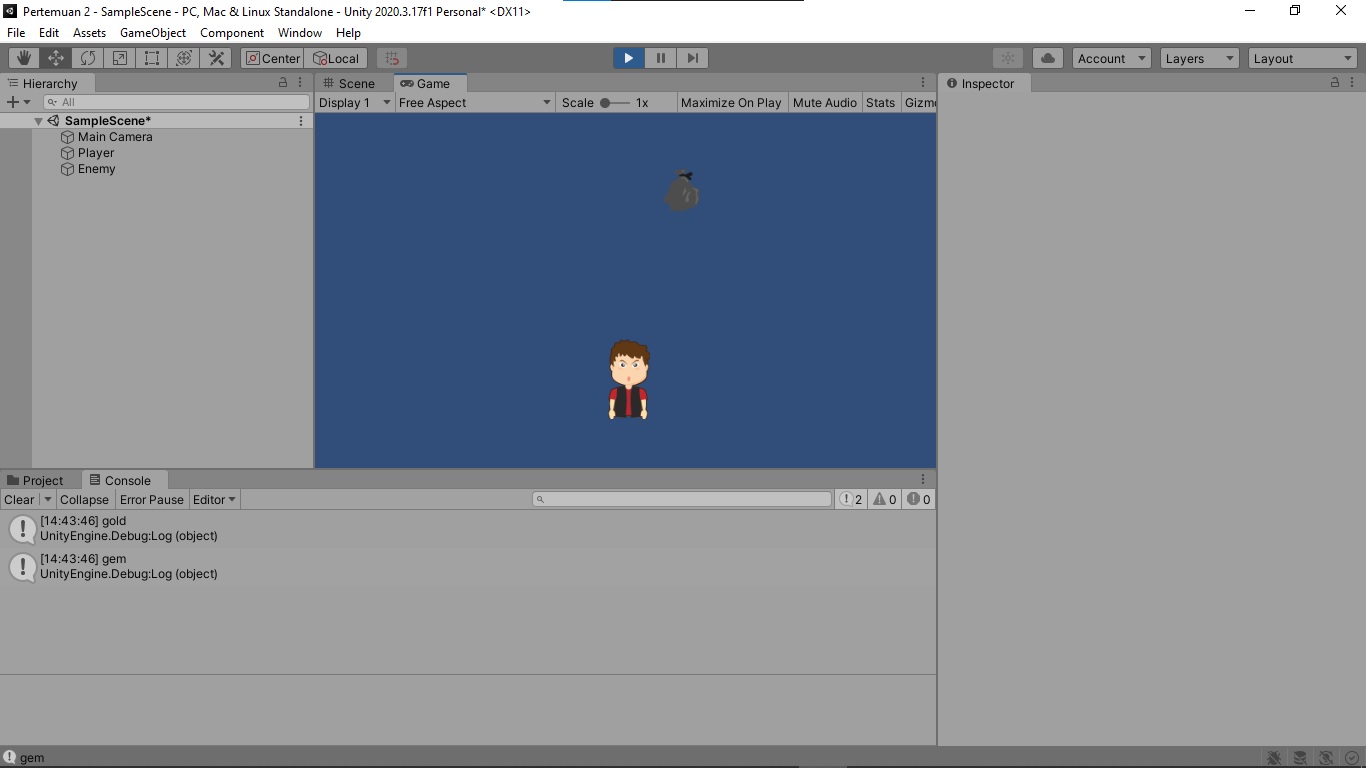 Pertemuan 2 - SampleScene - PC, Mac & Linux Standalone - Unity 2020.3.17f1 Personal* <DX11>
File Edit Assets GameObject Component Window Help
Center Local Account Layers Layout
Hierarchy Scene Game Inspector
All Display 1 Free Aspect Scale 1x Maximize On Play Mute Audio Stats Gizm
SampleScene*
Main Camera
Player
Enemy
Project Console
Clear Collapse Error Pause Editor 2 0 0
[14:43:46] gold
UnityEngine.Debug:Log (object)
[14:43:46] gem
UnityEngine.Debug:Log (object)
gem